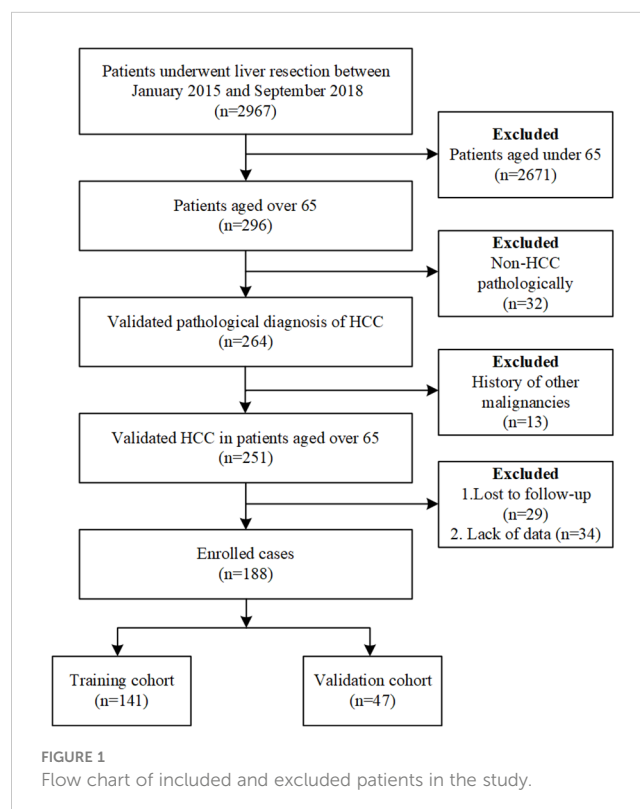 Patients underwent liver resection between
January 2015 and September 2018
(n=2967)
Excluded
Patients aged under 65
(n=2671)
Patients aged over 65
(n=296)
Excluded
Non-HCC
pathologically
(n=32)
Validated pathological diagnosis of HCC
(n=264)
Excluded
History of other
malignancies
(n=13)
Validated HCC in patients aged over 65
(n=251)
Excluded
1.Lost to follow-up
(n=29)
2. Lack of data (n=34)
Enrolled cases
(n=188)
Training cohort
(n=141)
Validation cohort
(n=47)
FIGURE 1
Flow chart of included and excluded patients in the study.